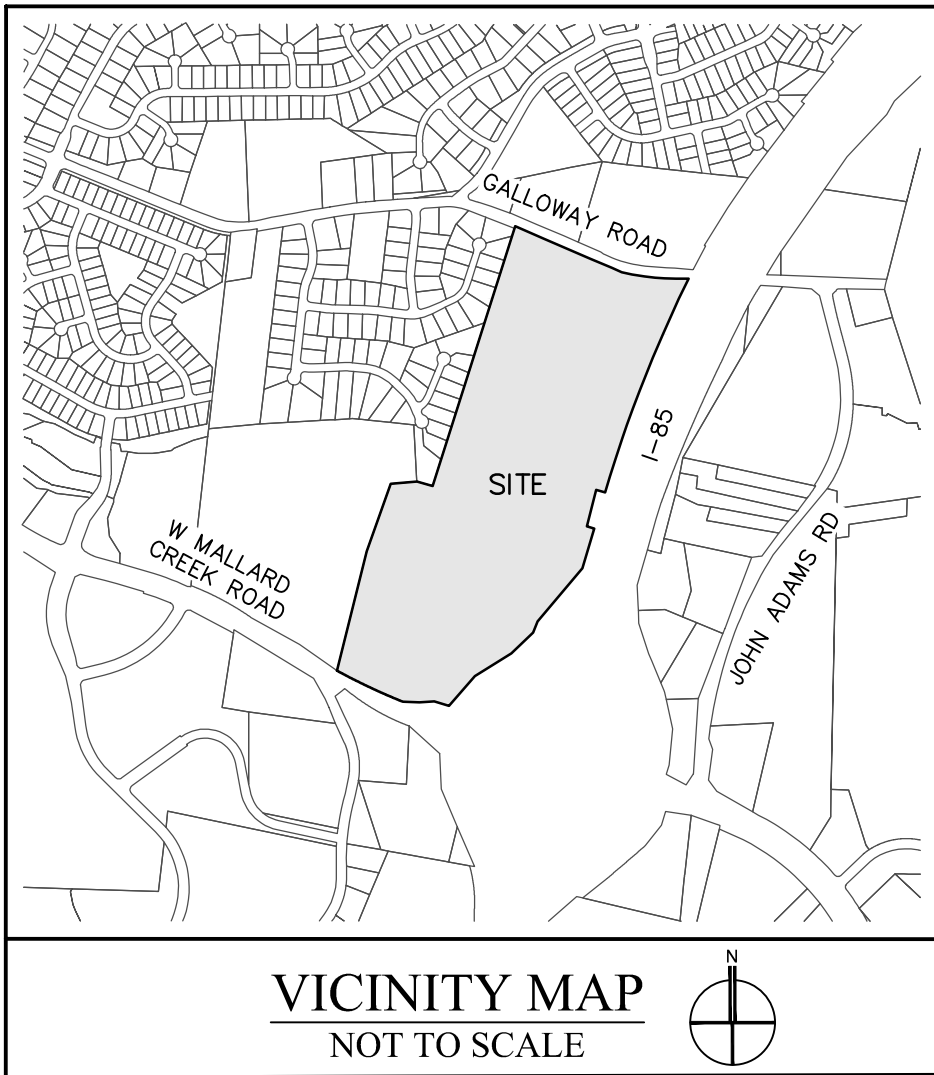 GALLOWAY ROAD
I-85
SITE
W MALLARD
CREEK ROAD
JOHN ADAMS RD
VICINITY MAP
NOT TO SCALE
N